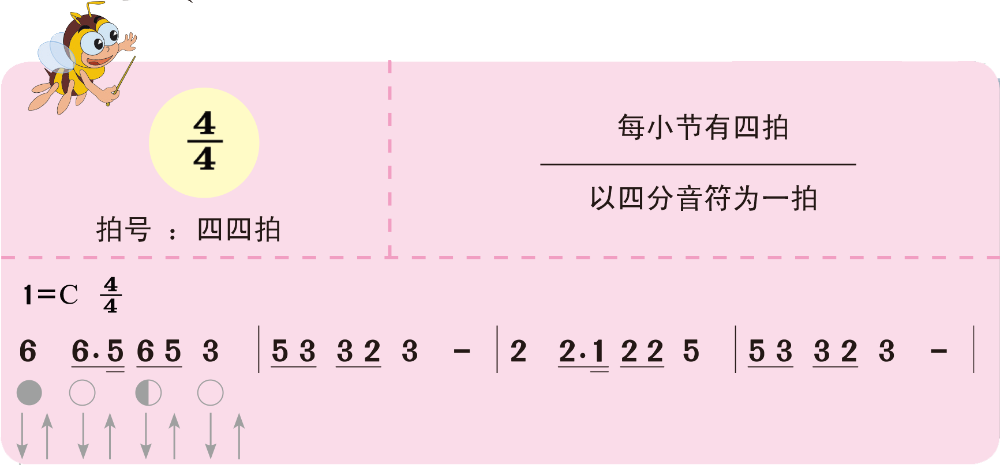 4
4
拍号 ：四四拍
每小节有四拍
以四分音符为一拍
1=C 4/4
6 6. 5 6 5 3 | 5 3 3 2 3 - | 2 2. 1 2 2 5 | 5 3 3 2 3 - |